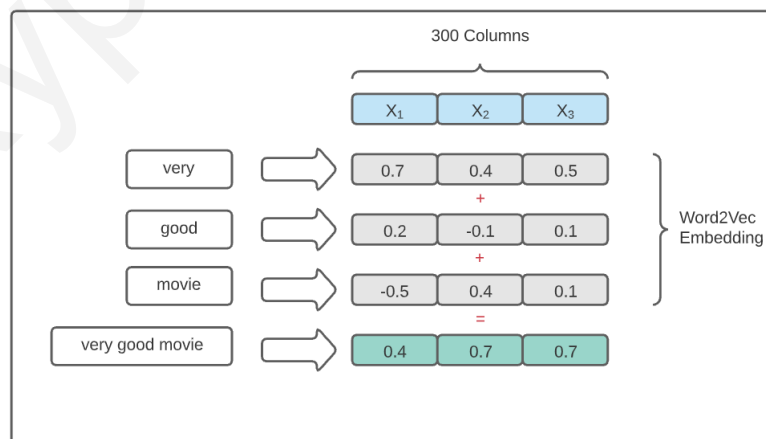 300 Columns
X₁ X₂ X₃
very 0.7 0.4 0.5
+
good 0.2 -0.1 0.1
+
movie -0.5 0.4 0.1
=
very good movie 0.4 0.7 0.7
Word2Vec
Embedding